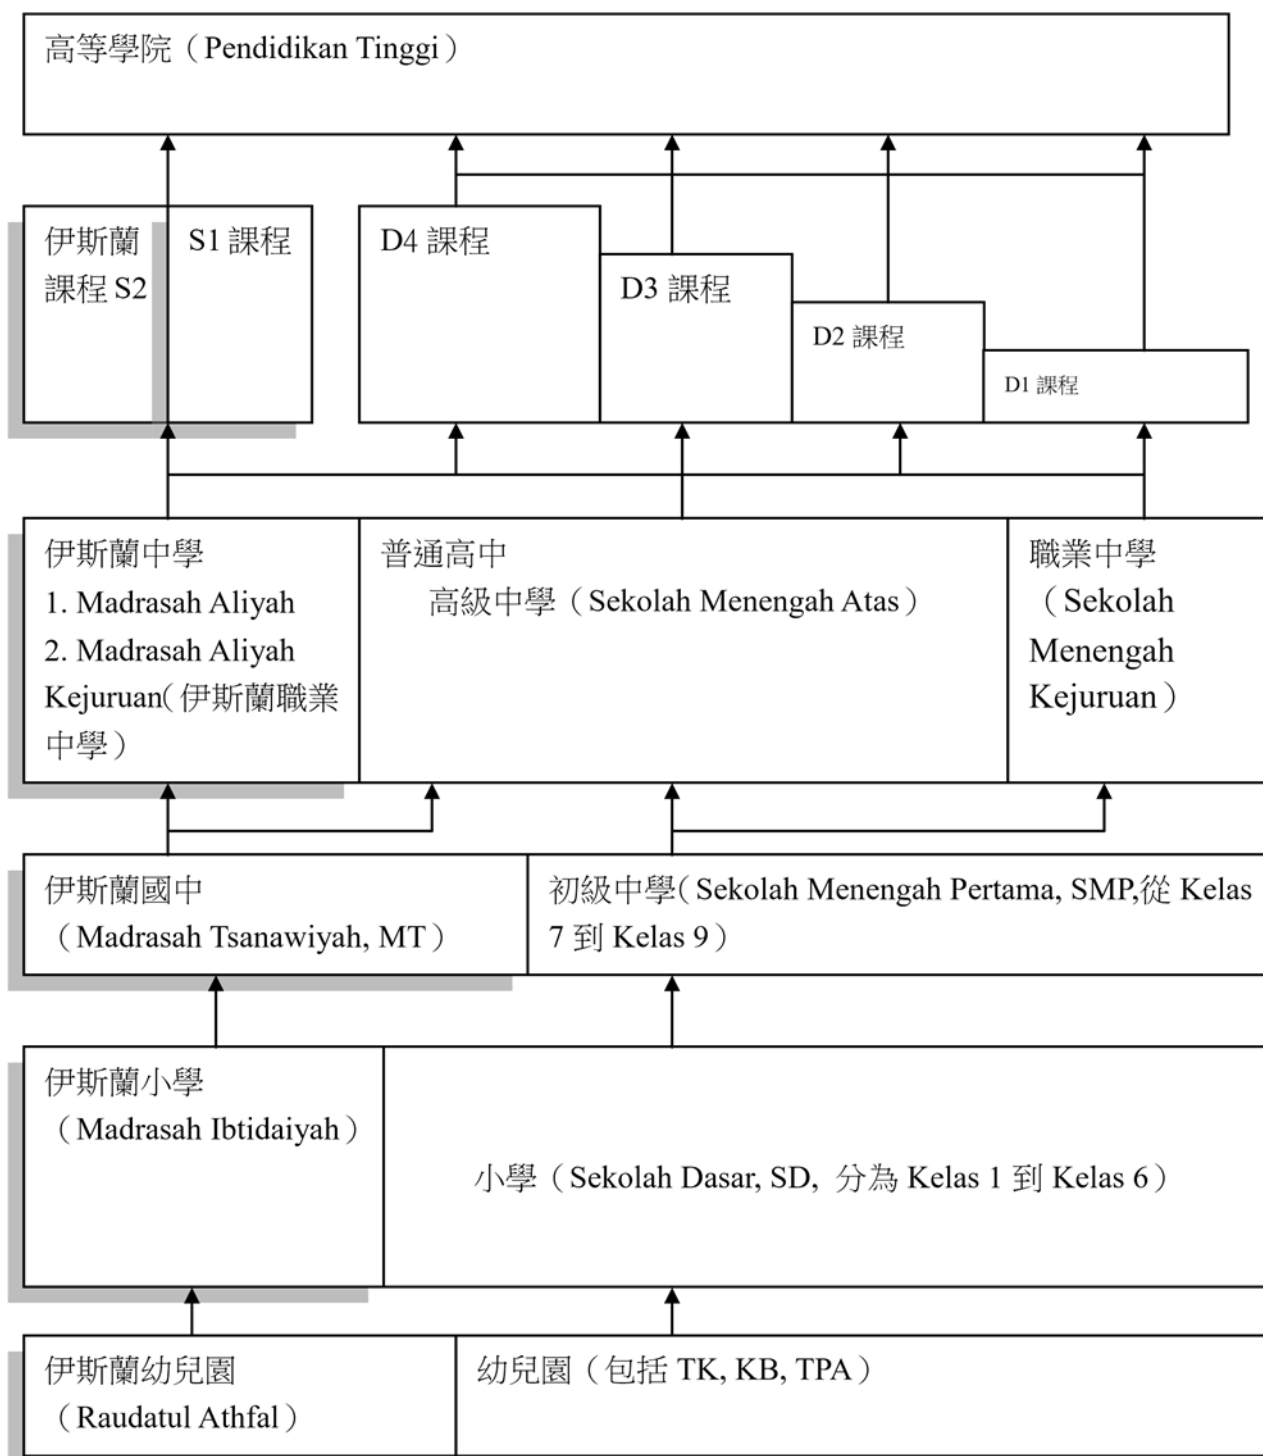 高等學院（Pendidikan Tinggi）
伊斯蘭
課程 S2
S1 課程
D4 課程
D3 課程
D2 課程
D1 課程
伊斯蘭中學
1. Madrasah Aliyah
2. Madrasah Aliyah
Kejuruan（伊斯蘭職業
中學）
普通高中
高級中學（Sekolah Menengah Atas）
職業中學
（Sekolah
Menengah
Kejuruan）
伊斯蘭國中
（Madrasah Tsanawiyah, MT）
初級中學（Sekolah Menengah Pertama, SMP,從 Kelas
7 到 Kelas 9）
伊斯蘭小學
（Madrasah Ibtidaiyah）
小學（Sekolah Dasar, SD, 分為 Kelas 1 到 Kelas 6）
伊斯蘭幼兒園
（Raudatul Athfal）
幼兒園（包括 TK, KB, TPA）